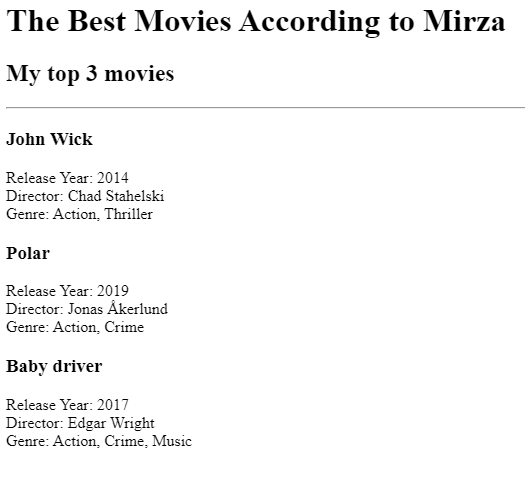 The Best Movies According to Mirza
My top 3 movies
John Wick
Release Year: 2014
Director: Chad Stahelski
Genre: Action, Thriller
Polar
Release Year: 2019
Director: Jonas Åkerlund
Genre: Action, Crime
Baby driver
Release Year: 2017
Director: Edgar Wright
Genre: Action, Crime, Music